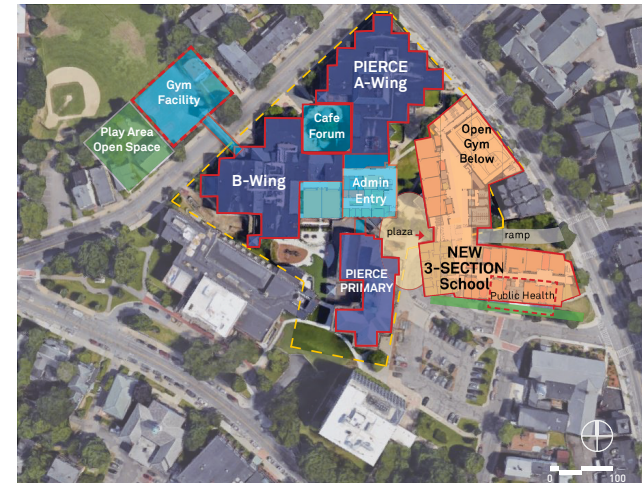 PIERCE
A-Wing
Gym
Facility
Cafe
Forum
Play Area
Open Space
Open
Gym
Below
B-Wing
Admin
Entry
plaza
ramp
NEW
3-SECTION
School
PIERCE
PRIMARY
Public Health
0
100